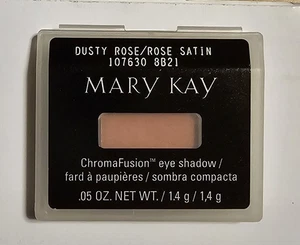 DUSTY ROSE/ROSE SATIN
107630 8B21
MARY KAY
ChromaFusion™ eye shadow/
fard à paupières / sombra compacta
.05 OZ. NET WT. / 1.4 g / 1,4 g